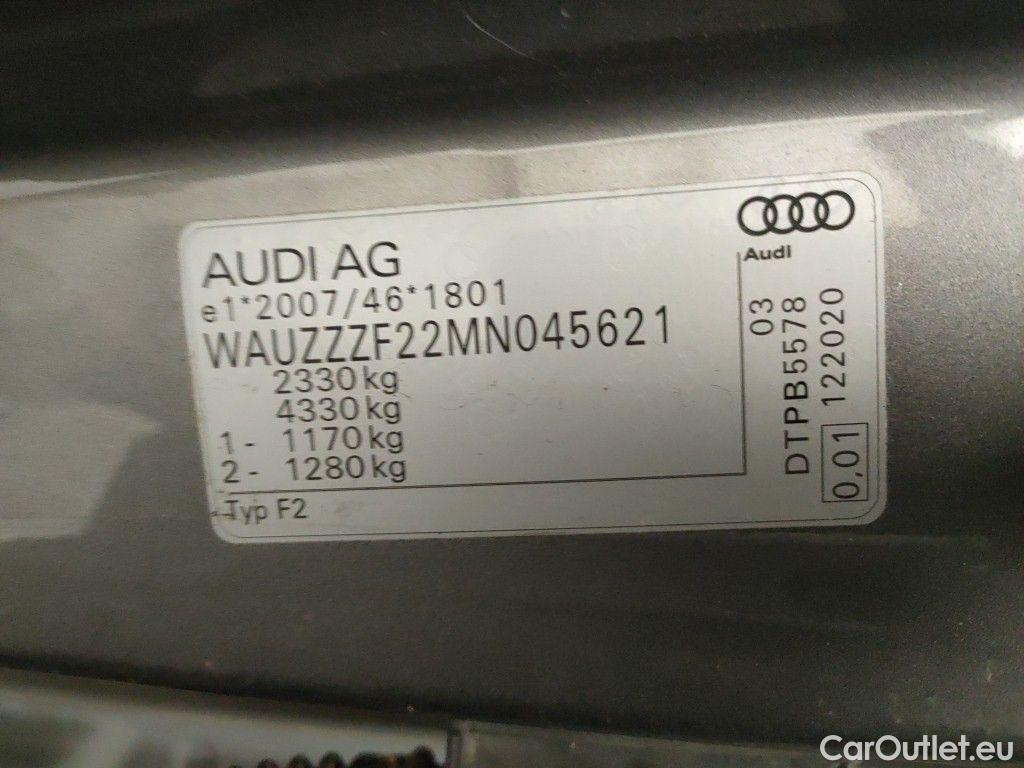 AUDI AG
e1*2007/46*1801
WAUZZZF22MN045621
2330 kg
4330 kg
1 - 1170 kg
2 - 1280 kg
Typ F2
Audi
03
DTPB5578
0,01 122020
CarOutlet.eu